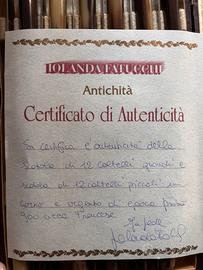 IOLANDA FATUCCHI
Antichità
Certificato di Autenticità
Si certifica l'autenticità della
scatola di 12 coltelli grandi e
scatola di 12 coltelli piccoli in
corno e argento di epoca primi
900 area Francese
In fede